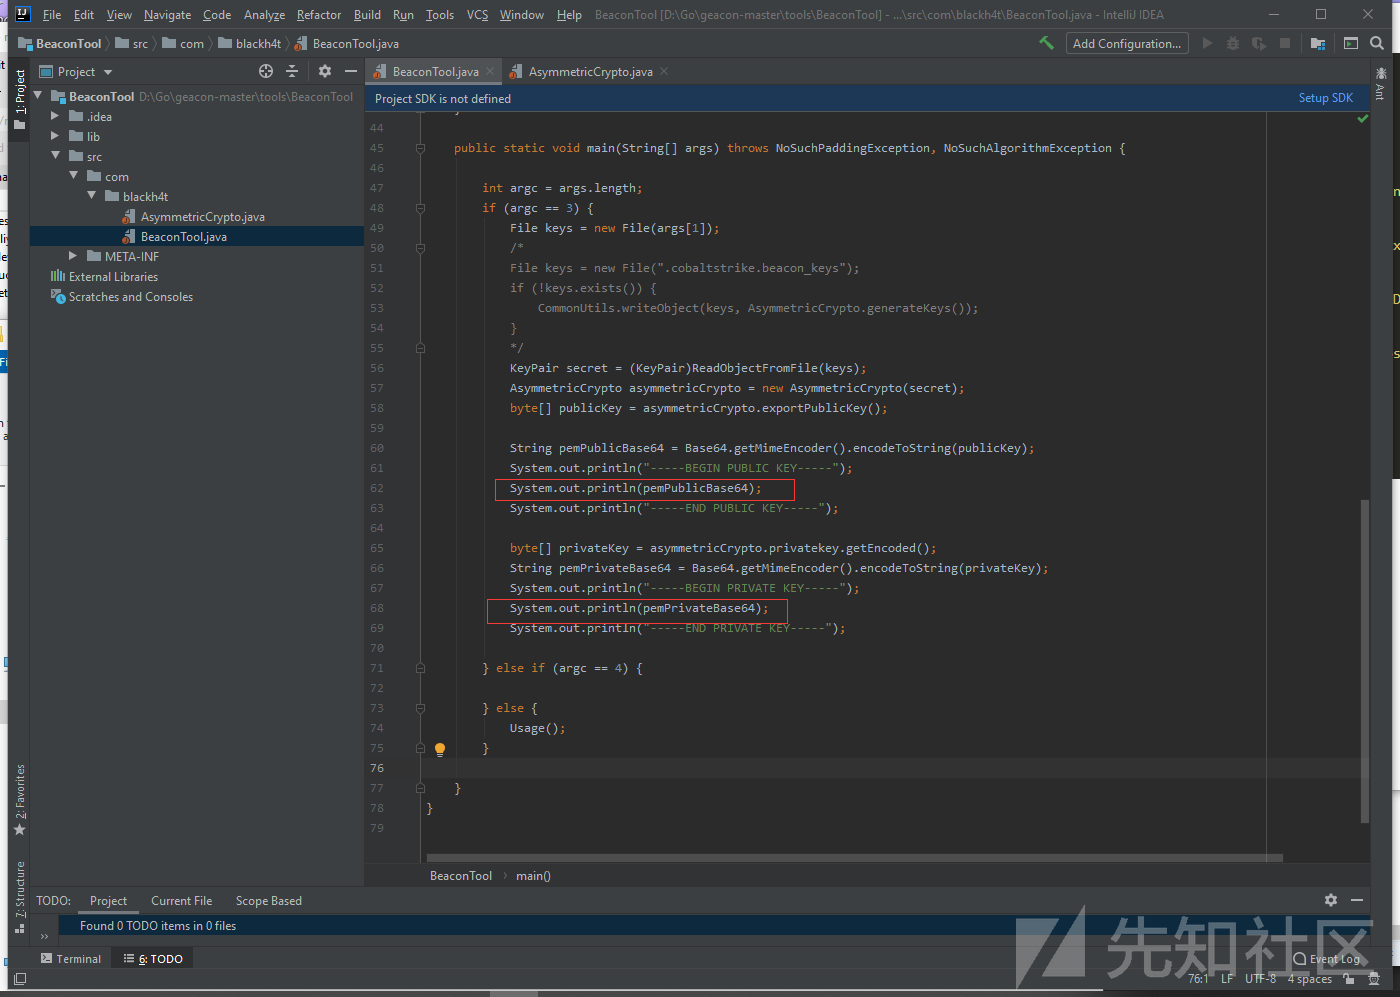 File Edit View Navigate Code Analyze Refactor Build Run Tools VCS Window Help BeaconTool [D:\Go\geacon-master\tools\BeaconTool] - ...\src\com\blackh4t\BeaconTool.java - IntelliJ IDEA
BeaconTool src com blackh4t BeaconTool.java Add Configuration...
1: Project
Project
BeaconTool.java AsymmetricCrypto.java
Ant
BeaconTool D:\Go\geacon-master\tools\BeaconTool
Project SDK is not defined Setup SDK
.idea
lib
src
com
blackh4t
AsymmetricCrypto.java
BeaconTool.java
META-INF
External Libraries
Scratches and Consoles
44
45 public static void main(String[] args) throws NoSuchPaddingException, NoSuchAlgorithmException {
46
47 int argc = args.length;
48 if (argc == 3) {
49 File keys = new File(args[1]);
50 /*
51 File keys = new File(".cobaltstrike.beacon_keys");
52 if (!keys.exists()) {
53 CommonUtils.writeObject(keys, AsymmetricCrypto.generateKeys());
54 }
55 */
56 KeyPair secret = (KeyPair)ReadObjectFromFile(keys);
57 AsymmetricCrypto asymmetricCrypto = new AsymmetricCrypto(secret);
58 byte[] publicKey = asymmetricCrypto.exportPublicKey();
59
60 String pemPublicBase64 = Base64.getMimeEncoder().encodeToString(publicKey);
61 System.out.println("-----BEGIN PUBLIC KEY-----");
62 System.out.println(pemPublicBase64);
63 System.out.println("-----END PUBLIC KEY-----");
64
65 byte[] privateKey = asymmetricCrypto.privatekey.getEncoded();
66 String pemPrivateBase64 = Base64.getMimeEncoder().encodeToString(privateKey);
67 System.out.println("-----BEGIN PRIVATE KEY-----");
68 System.out.println(pemPrivateBase64);
69 System.out.println("-----END PRIVATE KEY-----");
70
71 } else if (argc == 4) {
72
73 } else {
74 Usage();
75 }
76
77 }
78 }
79
2: Favorites
7: Structure
BeaconTool main()
TODO: Project Current File Scope Based
Found 0 TODO items in 0 files
Terminal 6: TODO Event Log
76:1 LF UTF-8 4 spaces
先知社区